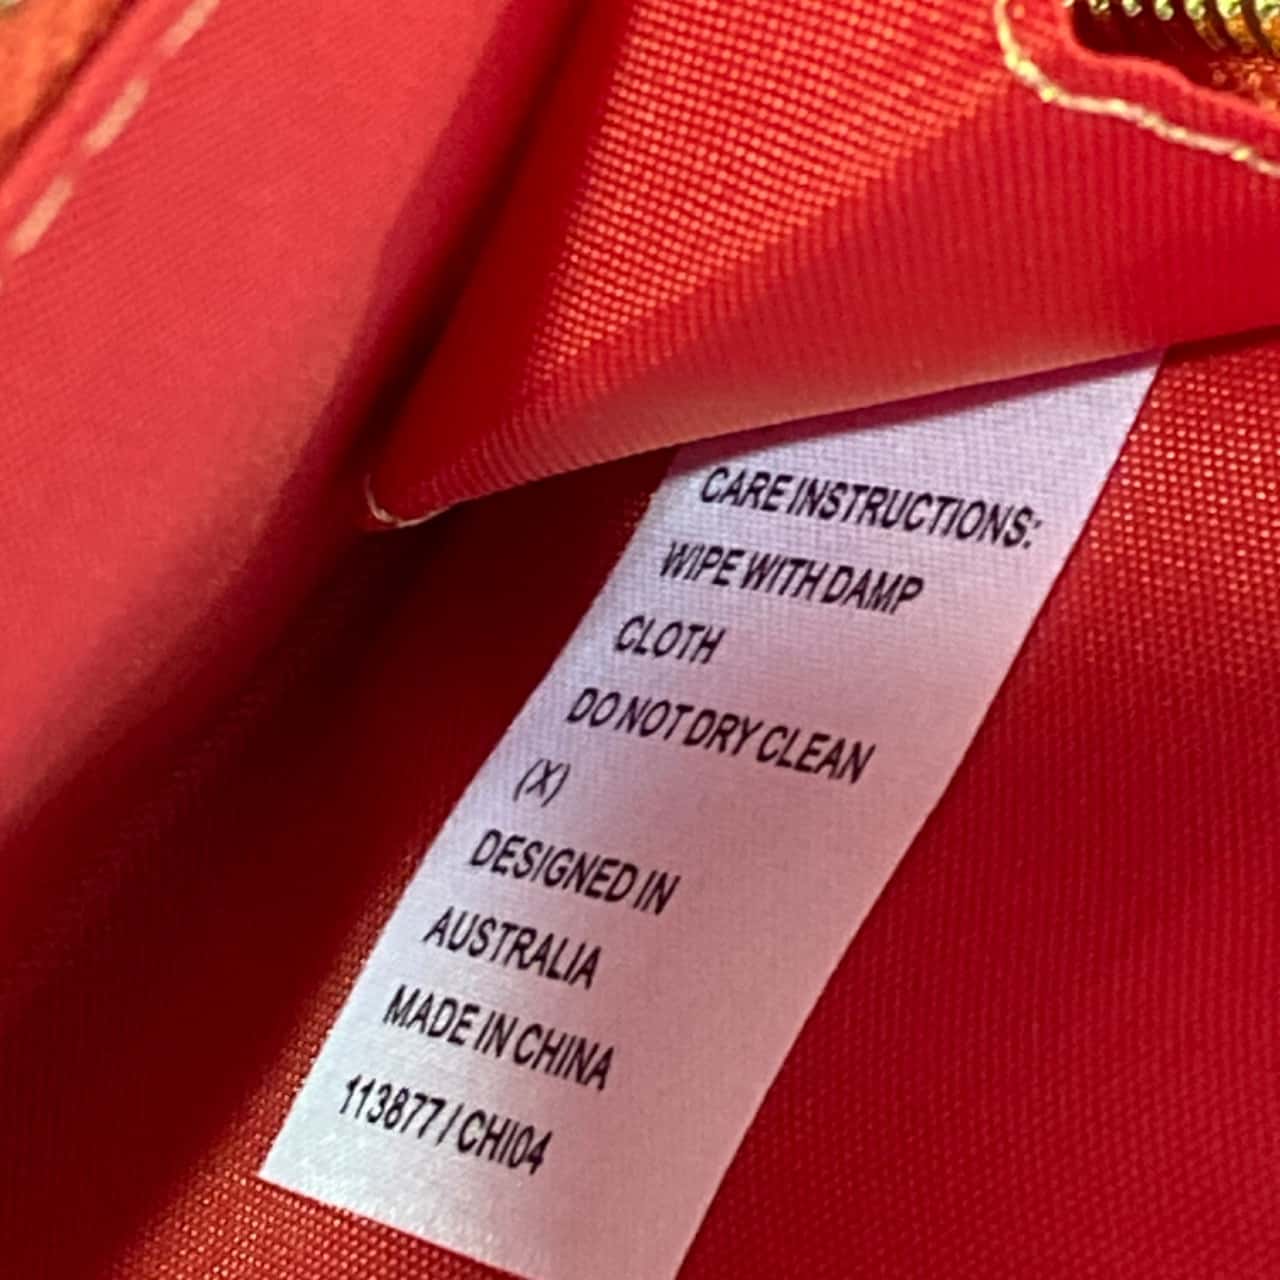 CARE INSTRUCTIONS:
WIPE WITH DAMP
CLOTH
DO NOT DRY CLEAN
(X)
DESIGNED IN
AUSTRALIA
MADE IN CHINA
113877 / CHI04